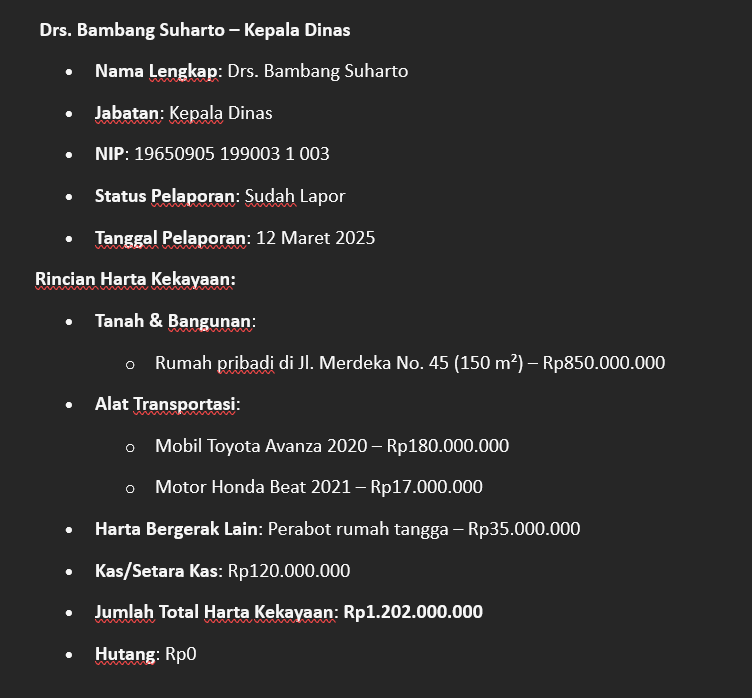 Drs. Bambang Suharto – Kepala Dinas
• Nama Lengkap: Drs. Bambang Suharto
• Jabatan: Kepala Dinas
• NIP: 19650905 199003 1 003
• Status Pelaporan: Sudah Lapor
• Tanggal Pelaporan: 12 Maret 2025
Rincian Harta Kekayaan:
• Tanah & Bangunan:
o Rumah pribadi di Jl. Merdeka No. 45 (150 m²) – Rp850.000.000
• Alat Transportasi:
o Mobil Toyota Avanza 2020 – Rp180.000.000
o Motor Honda Beat 2021 – Rp17.000.000
• Harta Bergerak Lain: Perabot rumah tangga – Rp35.000.000
• Kas/Setara Kas: Rp120.000.000
• Jumlah Total Harta Kekayaan: Rp1.202.000.000
• Hutang: Rp0